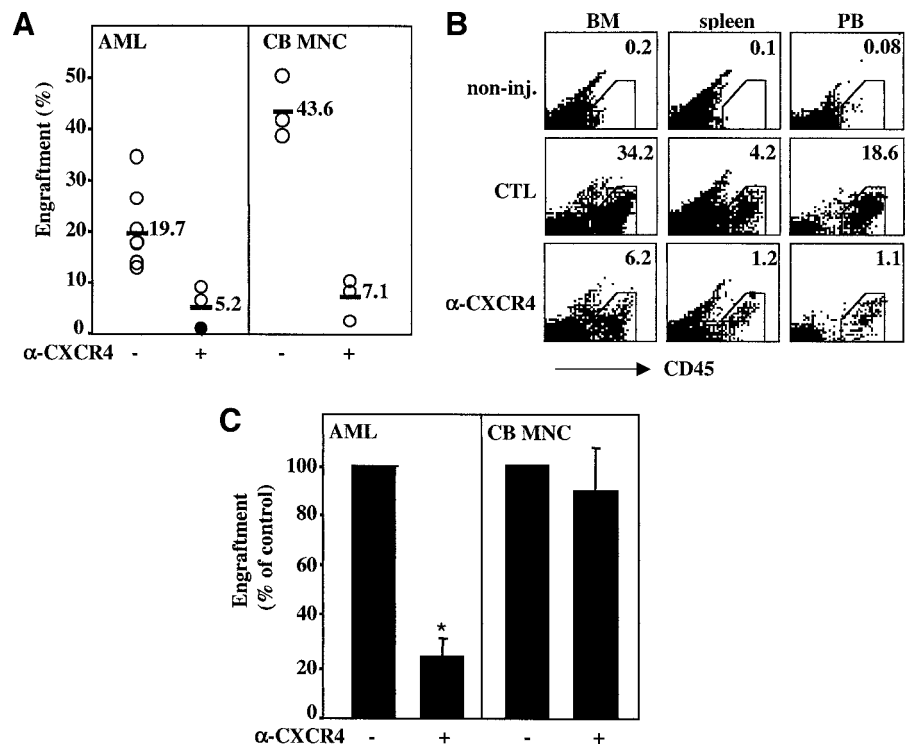 A
AML
CB MNC
Engraftment (%)
50
40
30
20
10
0
19.7
5.2
43.6
7.1
α-CXCR4 - + - +
B
BM spleen PB
non-inj. 0.2 0.1 0.08
CTL 34.2 4.2 18.6
α-CXCR4 6.2 1.2 1.1
CD45
C
AML
CB MNC
Engraftment
(% of control)
100
80
60
40
20
0
*
α-CXCR4 - + - +